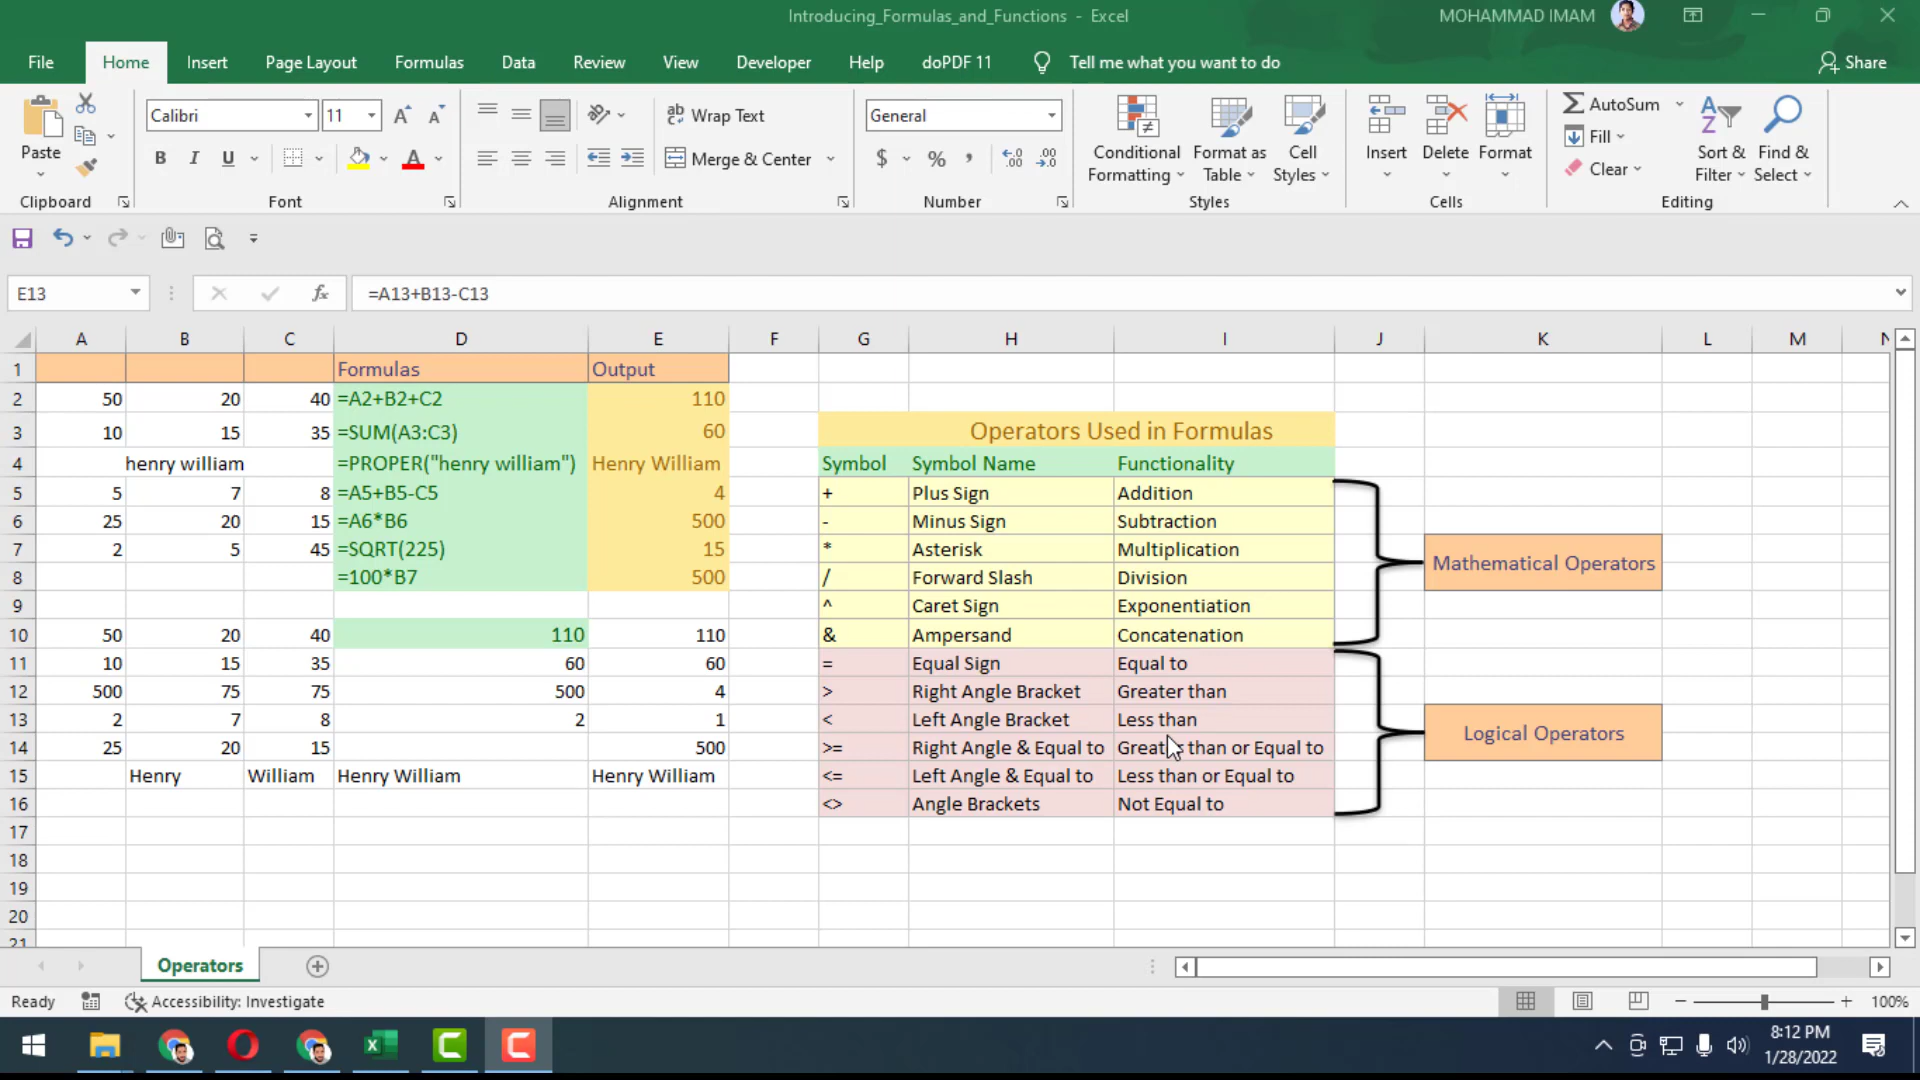 Introducing_Formulas_and_Functions - Excel
MOHAMMAD IMAM
File Home Insert Page Layout Formulas Data Review View Developer Help doPDF 11 Tell me what you want to do Share
Calibri 11 Wrap Text General AutoSum
Fill
Paste B I U Merge & Center $ % Conditional Formatting Format as Table Cell Styles Insert Delete Format Clear Sort & Filter Find & Select
Clipboard Font Alignment Number Styles Cells Editing
E13 fx =A13+B13-C13
A B C D E F G H I J K L M N
1 Formulas Output
2 50 20 40 =A2+B2+C2 110
3 10 15 35 =SUM(A3:C3) 60 Operators Used in Formulas
4 henry william =PROPER("henry william") Henry William Symbol Symbol Name Functionality
5 5 7 8 =A5+B5-C5 4 + Plus Sign Addition
6 25 20 15 =A6*B6 500 - Minus Sign Subtraction
7 2 5 45 =SQRT(225) 15 * Asterisk Multiplication
Mathematical Operators
8 =100*B7 500 / Forward Slash Division
9 ^ Caret Sign Exponentiation
10 50 20 40 110 110 & Ampersand Concatenation
11 10 15 35 60 60 = Equal Sign Equal to
12 500 75 75 500 4 > Right Angle Bracket Greater than
13 2 7 8 2 1 < Left Angle Bracket Less than
Logical Operators
14 25 20 15 500 >= Right Angle & Equal to Greater than or Equal to
15 Henry William Henry William Henry William <= Left Angle & Equal to Less than or Equal to
16 <> Angle Brackets Not Equal to
17
18
19
20
21
Operators
Ready Accessibility: Investigate 100%
8:12 PM
1/28/2022